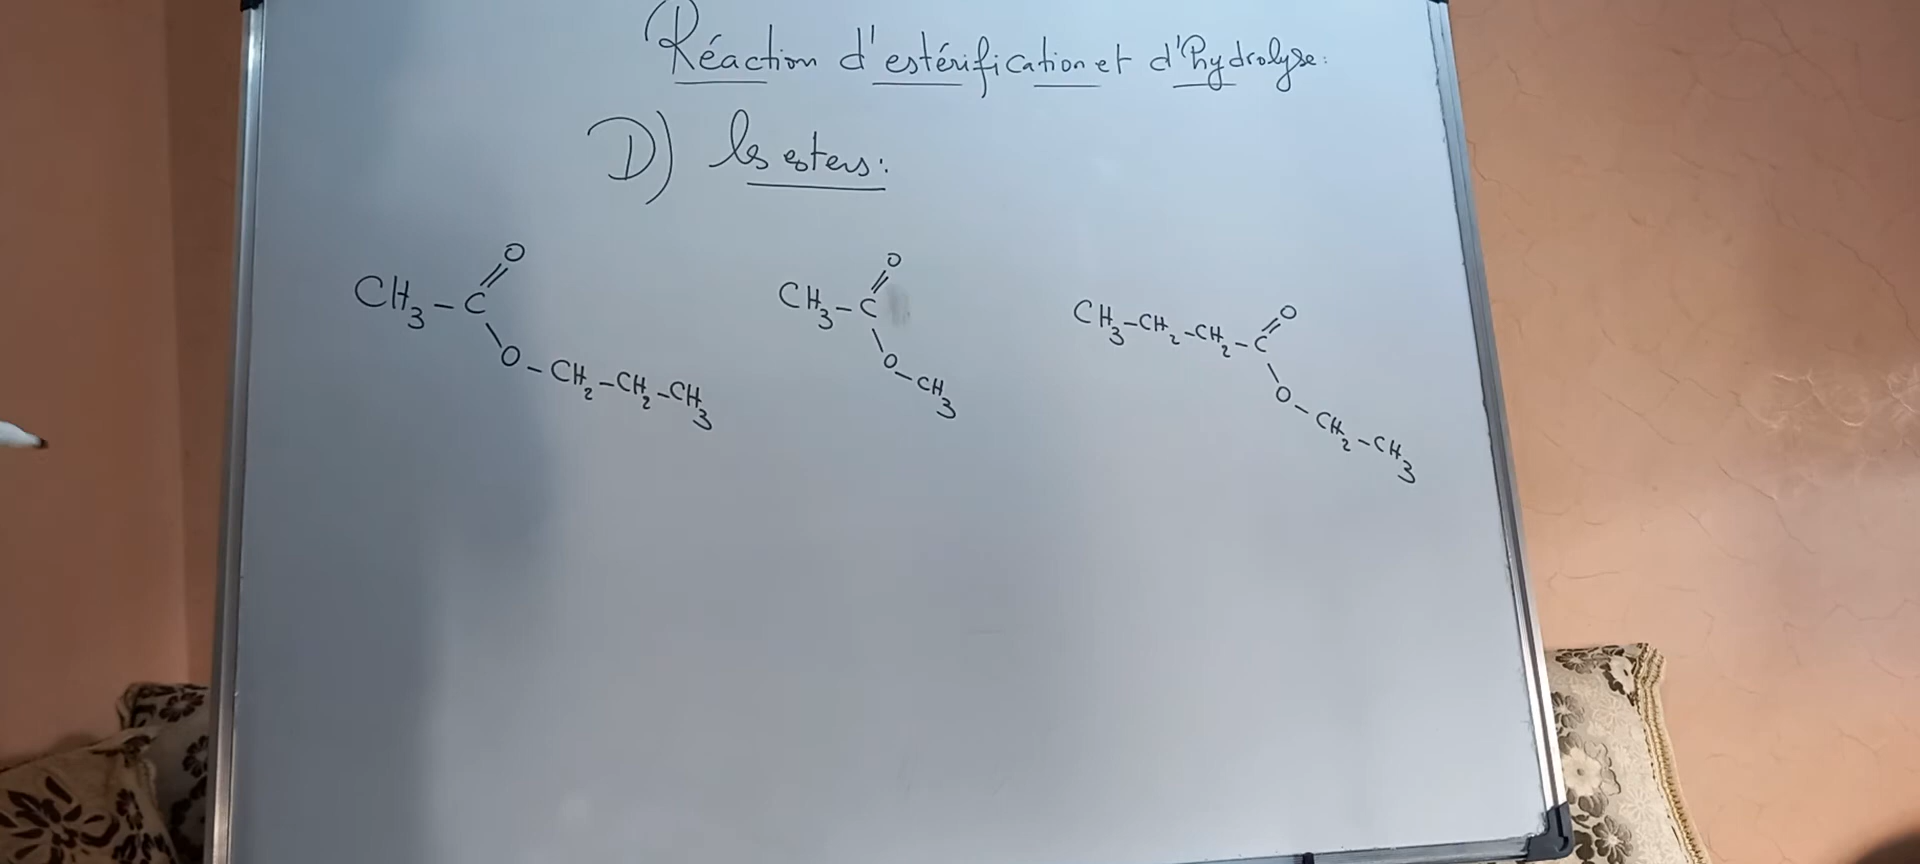 Réaction d'estérification et d'hydrolyse:
D) les esters:
O O O
CH3-C CH3-C CH3-CH2-CH2-C
O-CH2-CH2-CH3 O-CH3 O-CH2-CH3